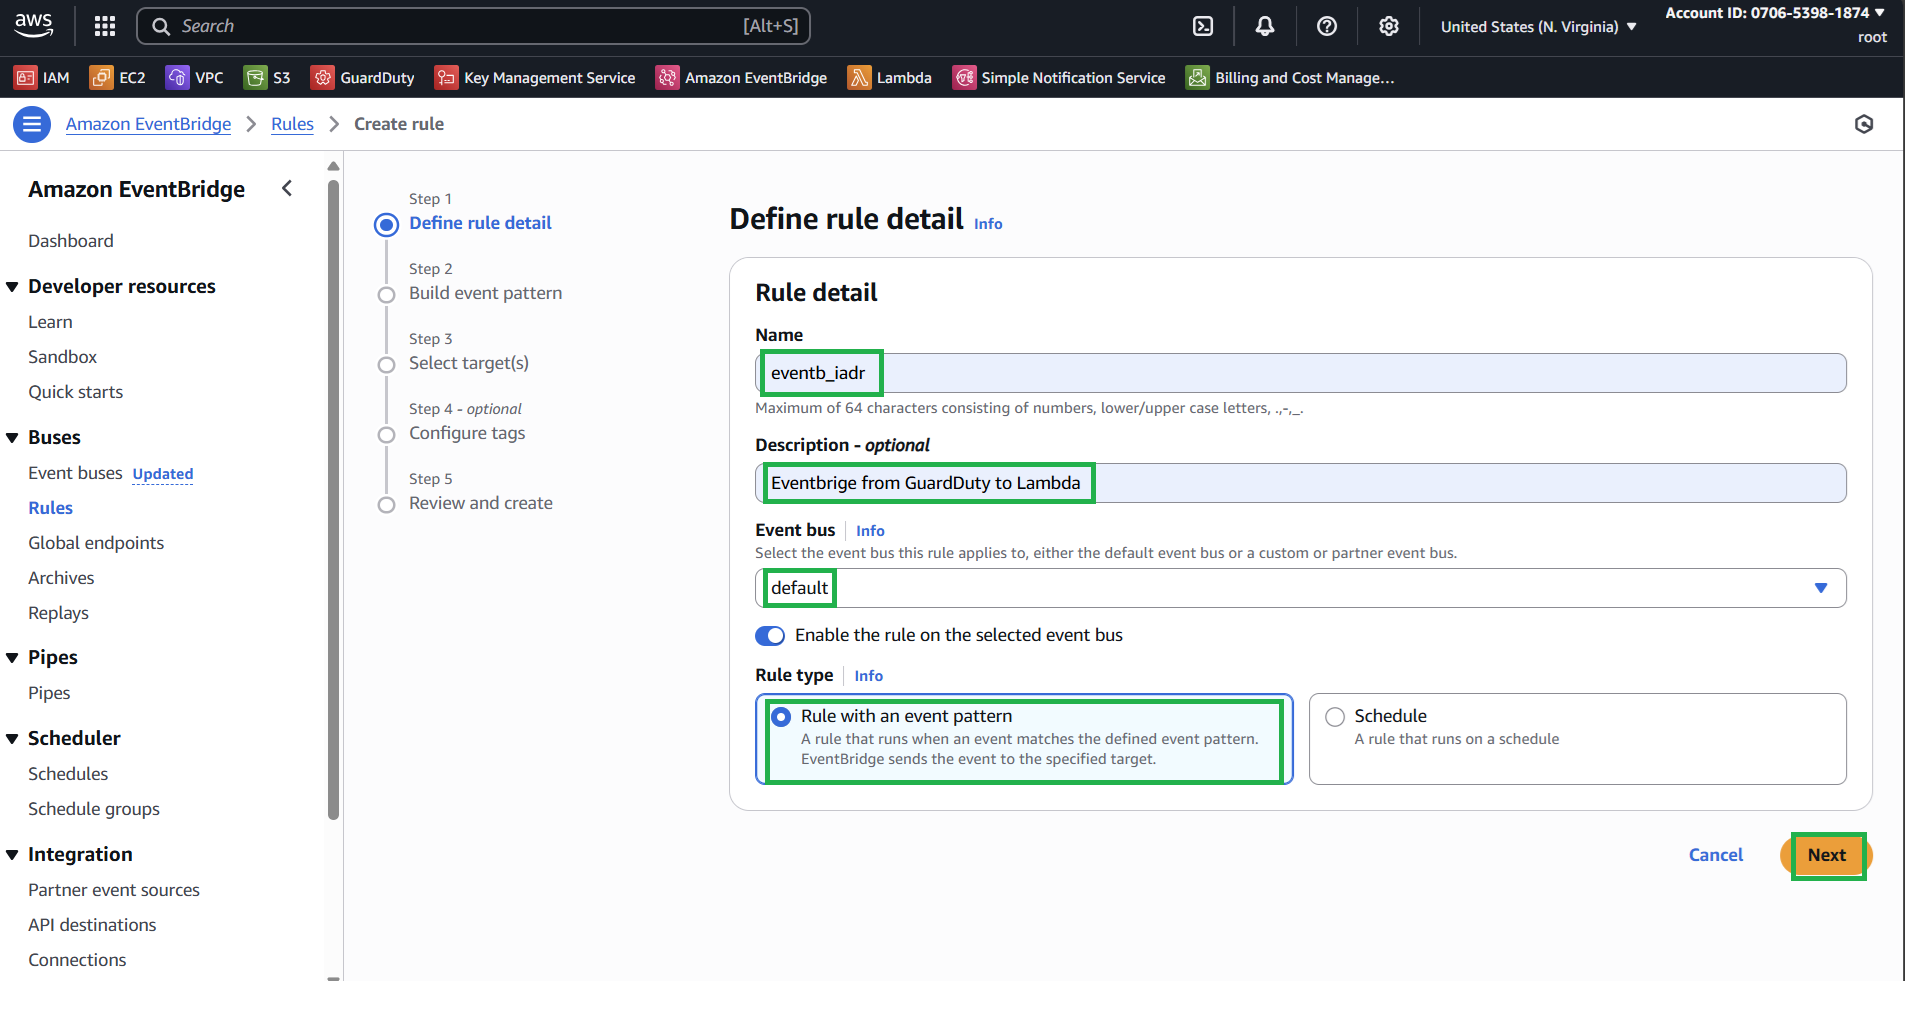 aws
Search [Alt+S]
United States (N. Virginia)
Account ID: 0706-5398-1874
root
IAM EC2 VPC S3 GuardDuty Key Management Service Amazon EventBridge Lambda Simple Notification Service Billing and Cost Manage...
Amazon EventBridge Rules Create rule
Amazon EventBridge
Dashboard
Developer resources
Learn
Sandbox
Quick starts
Buses
Event buses Updated
Rules
Global endpoints
Archives
Replays
Pipes
Pipes
Scheduler
Schedules
Schedule groups
Integration
Partner event sources
API destinations
Connections
Step 1
Define rule detail
Step 2
Build event pattern
Step 3
Select target(s)
Step 4 - optional
Configure tags
Step 5
Review and create
Define rule detail Info
Rule detail
Name
eventb_iadr
Maximum of 64 characters consisting of numbers, lower/upper case letters, .,-,_.
Description - optional
Eventbrige from GuardDuty to Lambda
Event bus Info
Select the event bus this rule applies to, either the default event bus or a custom or partner event bus.
default
Enable the rule on the selected event bus
Rule type Info
Rule with an event pattern
A rule that runs when an event matches the defined event pattern.
EventBridge sends the event to the specified target.
Schedule
A rule that runs on a schedule
Cancel Next